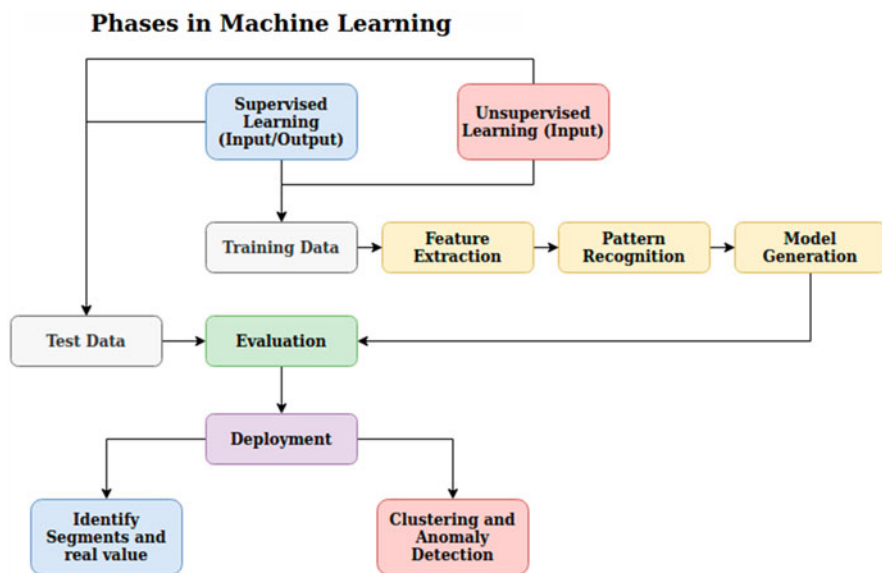 Phases in Machine Learning
Supervised
Learning
(Input/Output)
Unsupervised
Learning (Input)
Training Data
Feature
Extraction
Pattern
Recognition
Model
Generation
Test Data
Evaluation
Deployment
Identify
Segments and
real value
Clustering and
Anomaly
Detection